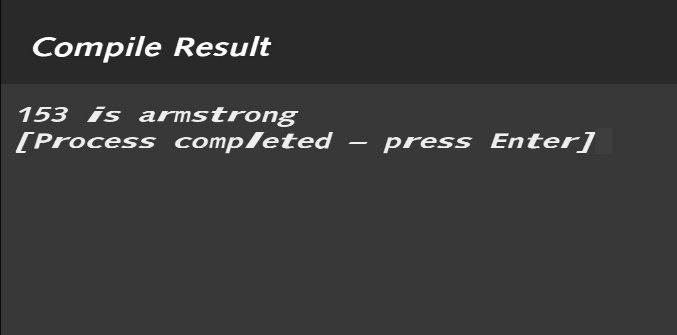 Compile Result
153 is armstrong
[Process completed – press Enter]